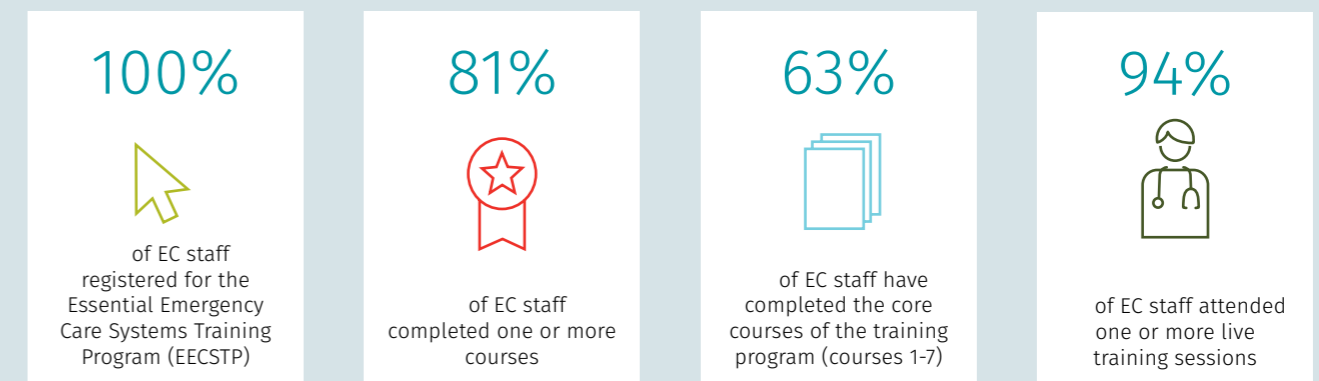 100%
of EC staff
registered for the
Essential Emergency
Care Systems Training
Program (EECSTP)
81%
of EC staff
completed one or more
courses
63%
of EC staff have
completed the core
courses of the training
program (courses 1-7)
94%
of EC staff attended
one or more live
training sessions